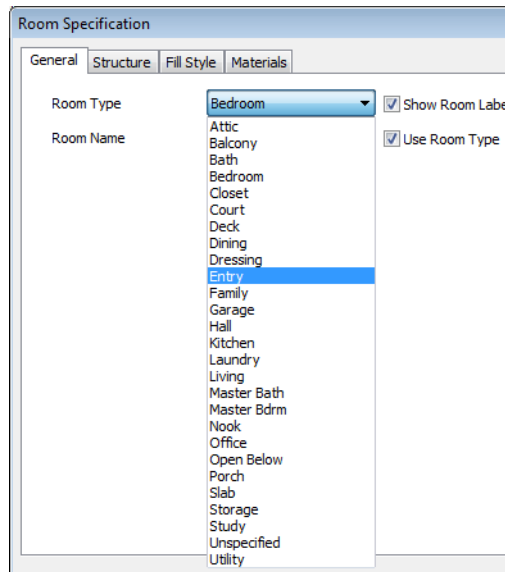 Room Specification
General Structure Fill Style Materials
Room Type Bedroom Show Room Labe
Room Name Use Room Type
Attic
Balcony
Bath
Bedroom
Closet
Court
Deck
Dining
Dressing
Entry
Family
Garage
Hall
Kitchen
Laundry
Living
Master Bath
Master Bdrm
Nook
Office
Open Below
Porch
Slab
Storage
Study
Unspecified
Utility